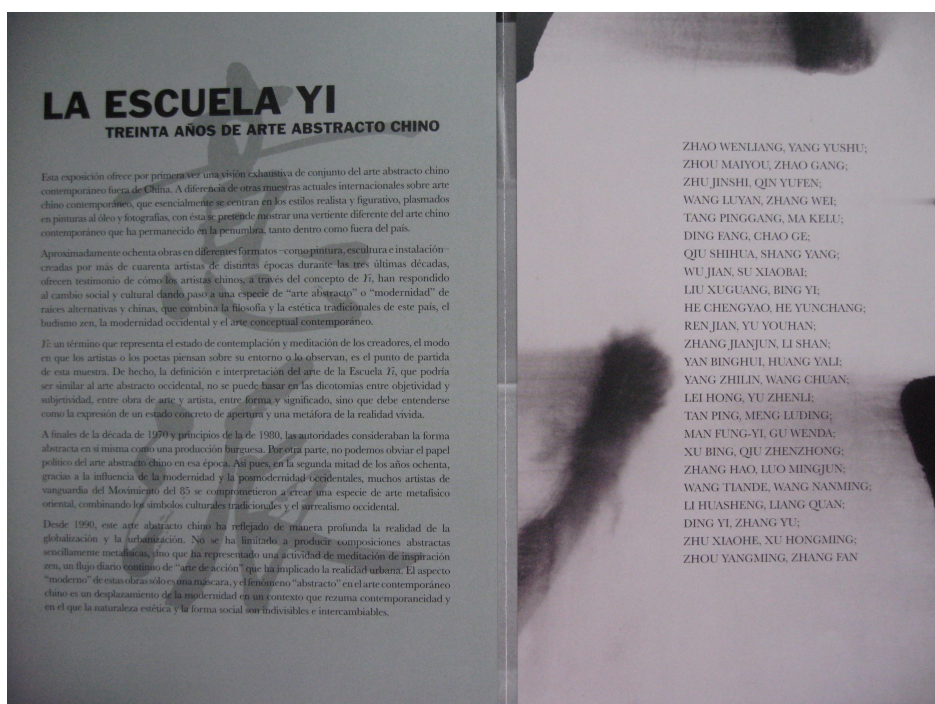 LA ESCUELA YI
TREINTA AÑOS DE ARTE ABSTRACTO CHINO
Esta exposición ofrece por primera vez una visión exhaustiva de conjunto del arte abstracto chino
contemporáneo fuera de China. A diferencia de otras muestras actuales internacionales sobre arte
chino contemporáneo, que esencialmente se centran en los estilos realista y figurativo, plasmados
en pinturas al óleo y fotografías, con ésta se pretende mostrar una vertiente diferente del arte chino
contemporáneo que ha permanecido en la penumbra, tanto dentro como fuera del país.
Aproximadamente ochenta obras en diferentes formatos –como pintura, escultura e instalación–
creadas por más de cuarenta artistas de distintas épocas durante las tres últimas décadas,
ofrecen testimonio de cómo los artistas chinos, a través del concepto de Yi, han respondido
al cambio social y cultural dando paso a una especie de “arte abstracto” o “modernidad” de
raíces alternativas y chinas, que combina la filosofía y la estética tradicionales de este país, el
budismo zen, la modernidad occidental y el arte conceptual contemporáneo.
Yi: un término que representa el estado de contemplación y meditación de los creadores, el modo
en que los artistas o los poetas piensan sobre su entorno o lo observan, es el punto de partida
de esta muestra. De hecho, la definición e interpretación del arte de la Escuela Yi, que podría
ser similar al arte abstracto occidental, no se puede basar en las dicotomías entre objetividad y
subjetividad, entre obra de arte y artista, entre forma y significado, sino que debe entenderse
como la expresión de un estado concreto de apertura y una metáfora de la realidad vivida.
A finales de la década de 1970 y principios de la de 1980, las autoridades consideraban la forma
abstracta en sí misma como una producción burguesa. Por otra parte, no podemos obviar el papel
político del arte abstracto chino en esa época. Así pues, en la segunda mitad de los años ochenta,
gracias a la influencia de la modernidad y la posmodernidad occidentales, muchos artistas de
vanguardia del Movimiento del 85 se comprometieron a crear una especie de arte metafísico
oriental, combinando los símbolos culturales tradicionales y el surrealismo occidental.
Desde 1990, este arte abstracto chino ha reflejado de manera profunda la realidad de la
globalización y la urbanización. No se ha limitado a producir composiciones abstractas
sencillamente metafísicas, sino que ha representado una actividad de meditación de inspiración
zen, un flujo diario continuo de “arte de acción” que ha implicado la realidad urbana. El aspecto
“moderno” de estas obras sólo es una máscara, y el fenómeno “abstracto” en el arte contemporáneo
chino es un desplazamiento de la modernidad en un contexto que rezuma contemporaneidad y
en el que la naturaleza estética y la forma social son indivisibles e intercambiables.
ZHAO WENLIANG, YANG YUSHU;
ZHOU MAIYOU, ZHAO GANG;
ZHU JINSHI, QIN YUFEN;
WANG LUYAN, ZHANG WEI;
TANG PINGGANG, MA KELU;
DING FANG, CHAO GE;
QIU SHIHUA, SHANG YANG;
WU JIAN, SU XIAOBAI;
LIU XUGUANG, BING YI;
HE CHENGYAO, HE YUNCHANG;
REN JIAN, YU YOUHAN;
ZHANG JIANJUN, LI SHAN;
YAN BINGHUI, HUANG YALI;
YANG ZHILIN, WANG CHUAN;
LEI HONG, YU ZHENLI;
TAN PING, MENG LUDING;
MAN FUNG-YI, GU WENDA;
XU BING, QIU ZHENZHONG;
ZHANG HAO, LUO MINGJUN;
WANG TIANDE, WANG NANMING;
LI HUASHENG, LIANG QUAN;
DING YI, ZHANG YU;
ZHU XIAOHE, XU HONGMING;
ZHOU YANGMING, ZHANG FAN